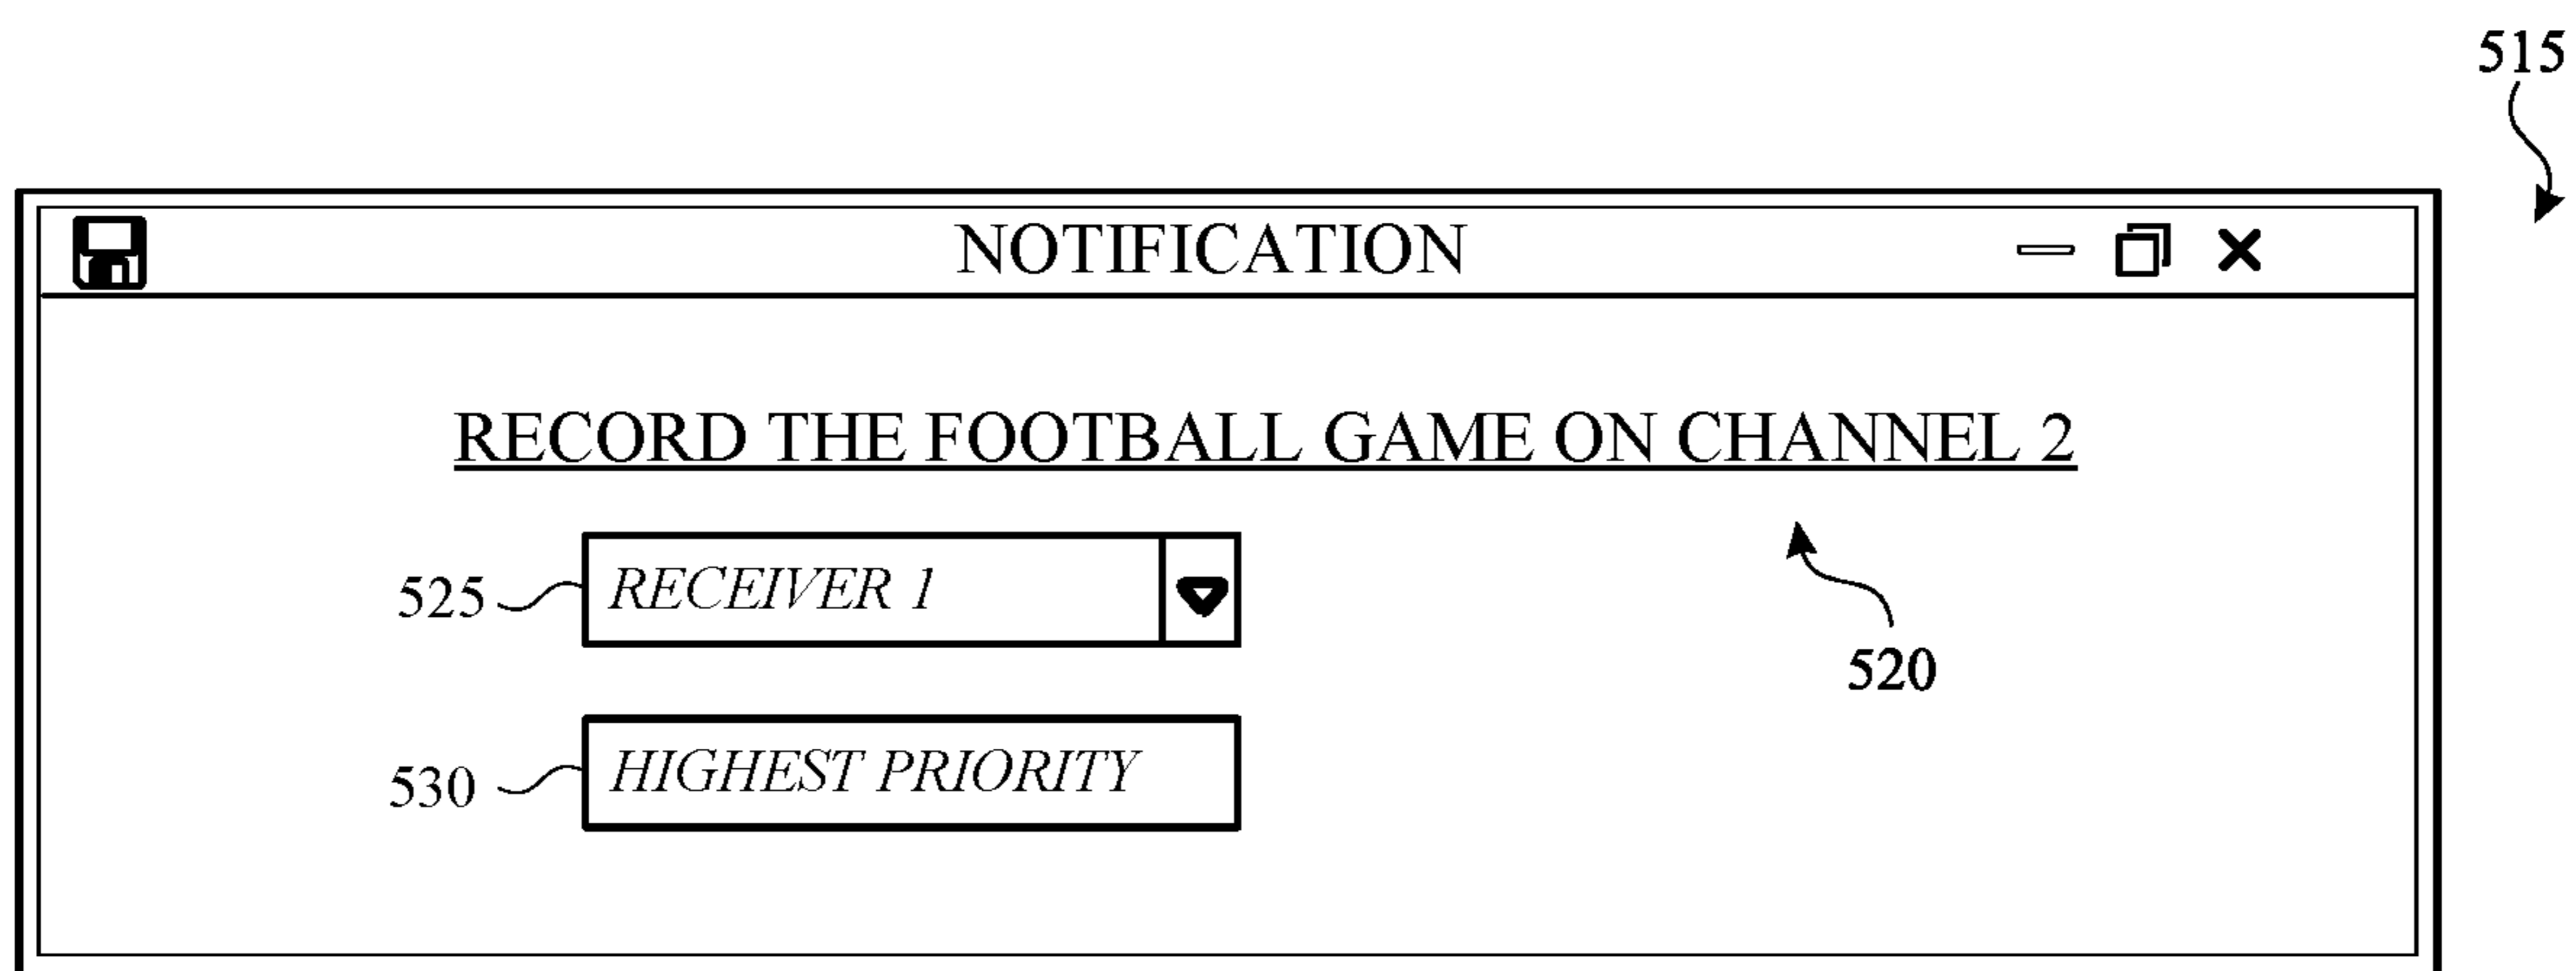 515
NOTIFICATION
RECORD THE FOOTBALL GAME ON CHANNEL 2
525 RECEIVER 1
520
530 HIGHEST PRIORITY